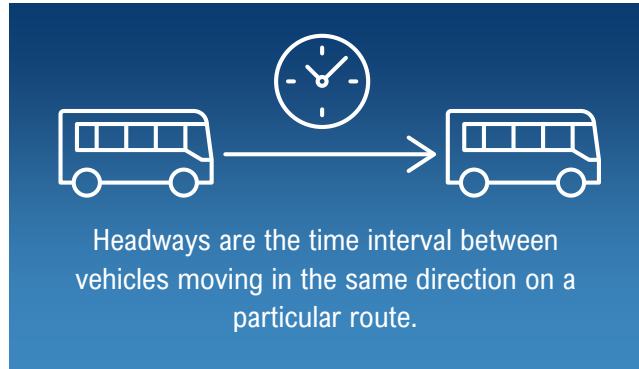 Headways are the time interval between
vehicles moving in the same direction on a
particular route.